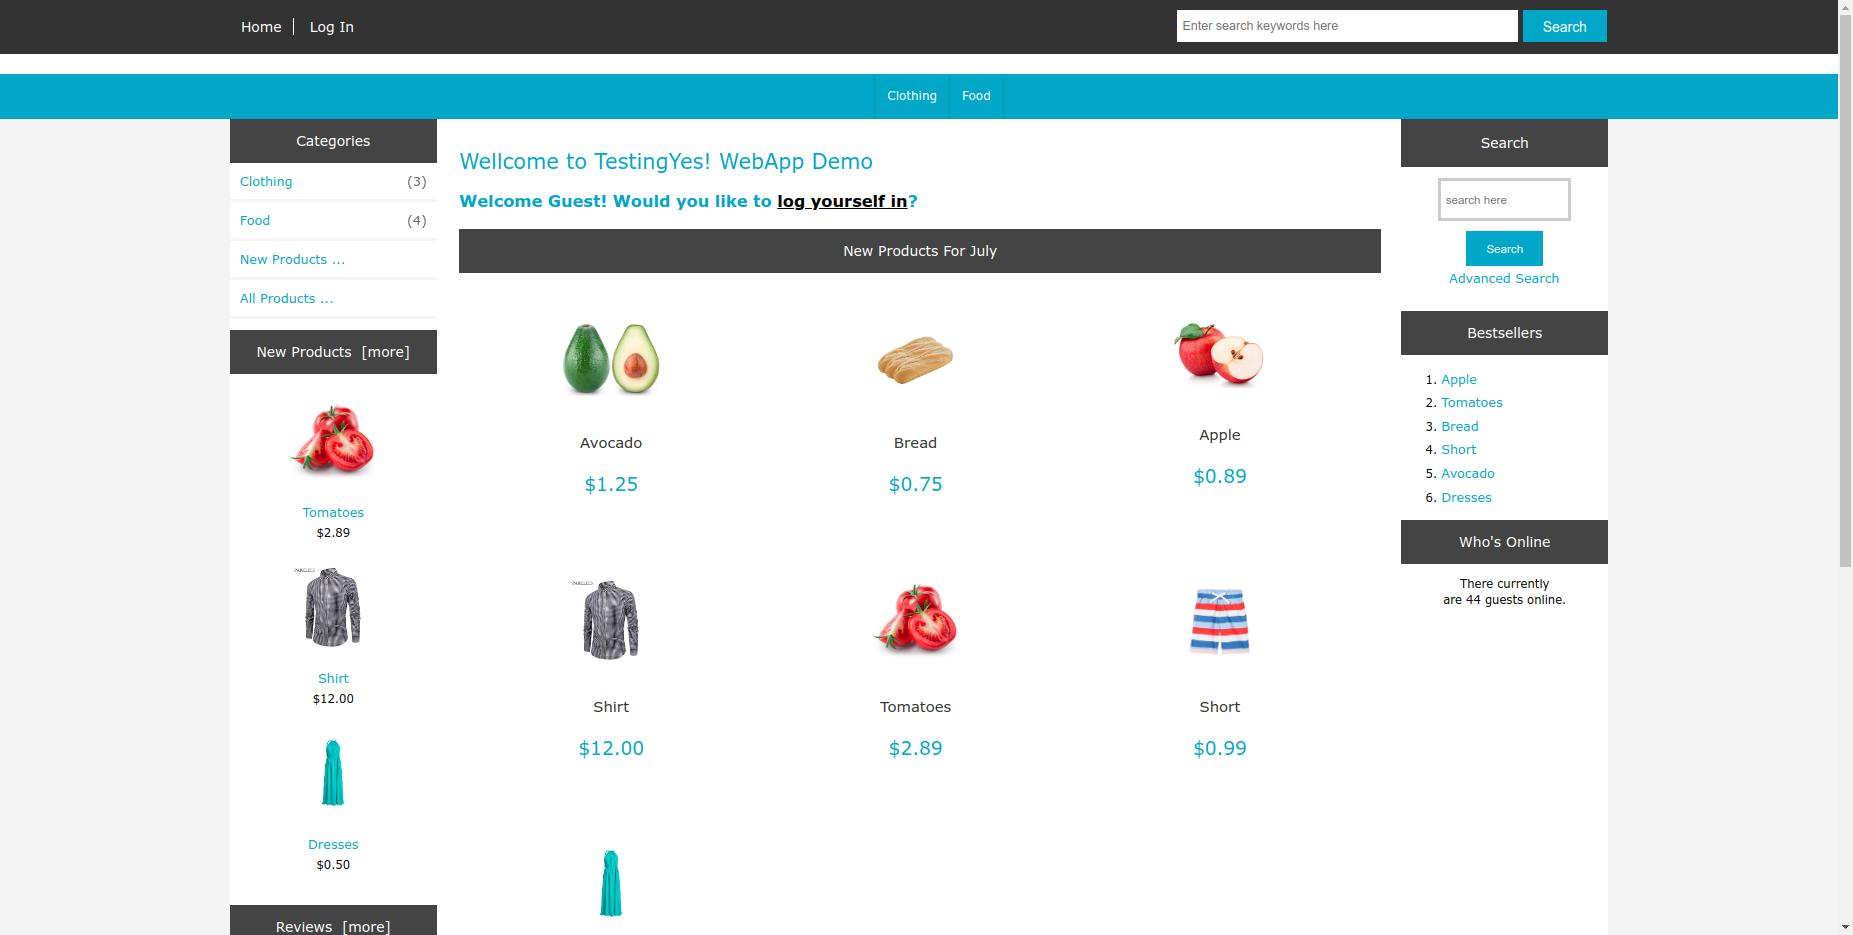 Home
Log In
Enter search keywords here
Search
Clothing
Food
Categories
Clothing (3)
Food (4)
New Products ...
All Products ...
New Products [more]
Tomatoes
$2.89
Shirt
$12.00
Dresses
$0.50
Reviews [more]
Wellcome to TestingYes! WebApp Demo
Welcome Guest! Would you like to log yourself in?
New Products For July
Avocado
$1.25
Bread
$0.75
Apple
$0.89
Shirt
$12.00
Tomatoes
$2.89
Short
$0.99
Search
search here
Search
Advanced Search
Bestsellers
1. Apple
2. Tomatoes
3. Bread
4. Short
5. Avocado
6. Dresses
Who's Online
There currently
are 44 guests online.